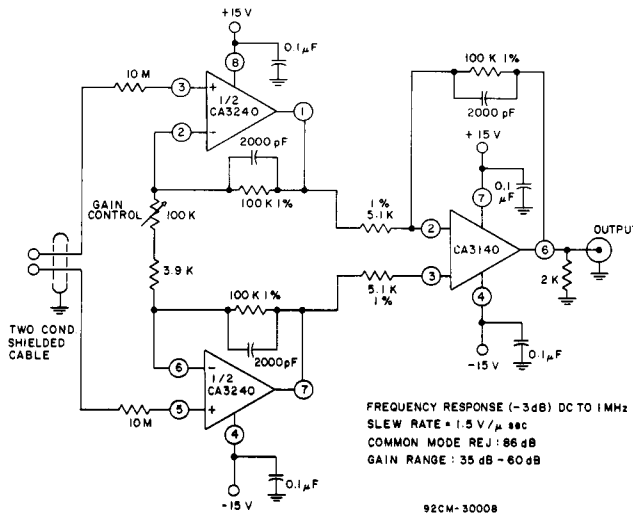 +15 V
0.1 µF
8
10 M
3
+
1/2
CA3240
1
2
−
2000 pF
100 K 1%
GAIN
CONTROL
100 K
3.9 K
TWO COND.
SHIELDED
CABLE
100 K 1%
2000 pF
6
−
1/2
CA3240
7
10 M
5
+
4
0.1 µF
-15 V
100 K 1%
2000 pF
+15 V
7
0.1
µF
1%
5.1 K
2
CA3140
6
OUTPUT
3
5.1 K
1%
4
2 K
0.1 µF
-15 V
FREQUENCY RESPONSE (-3dB) DC TO 1MHz
SLEW RATE = 1.5 V/µ sec
COMMON MODE REJ : 86 dB
GAIN RANGE : 35 dB - 60 dB
92CM-30008